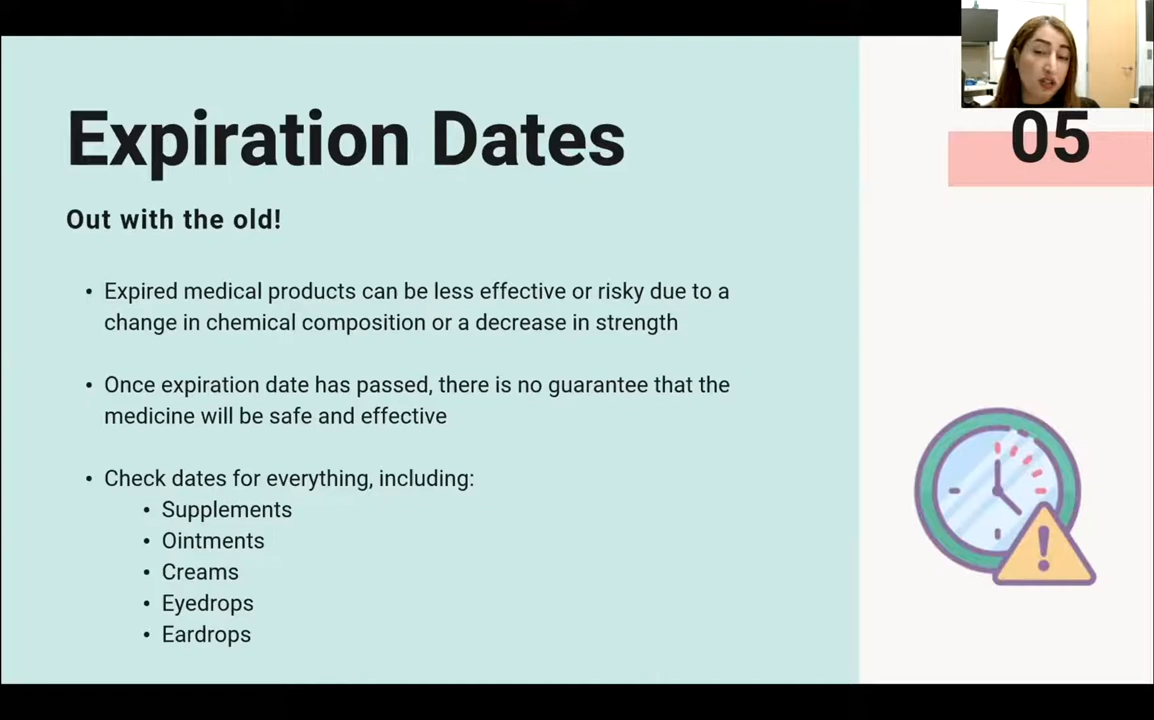 Expiration Dates
05
Out with the old!
• Expired medical products can be less effective or risky due to a
change in chemical composition or a decrease in strength
• Once expiration date has passed, there is no guarantee that the
medicine will be safe and effective
• Check dates for everything, including:
• Supplements
• Ointments
• Creams
• Eyedrops
• Eardrops